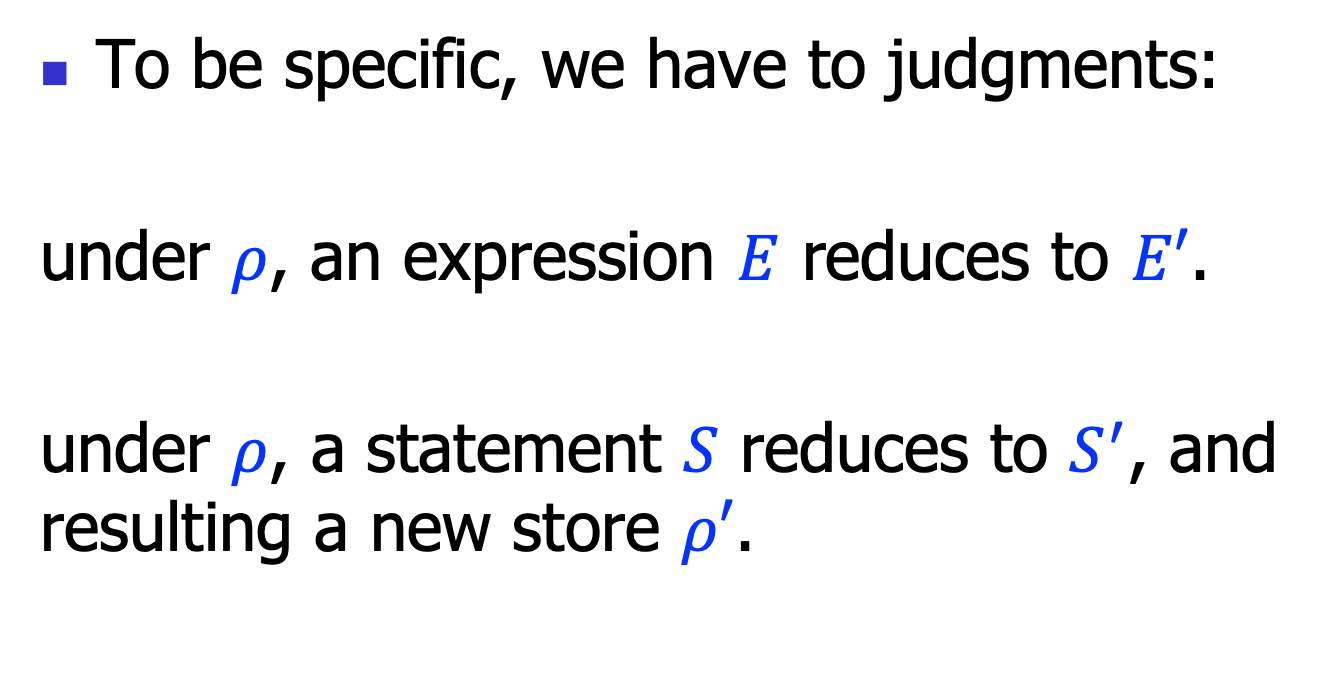 To be specific, we have to judgments:
under ρ, an expression E reduces to E′.
under ρ, a statement S reduces to S′, and
resulting a new store ρ′.